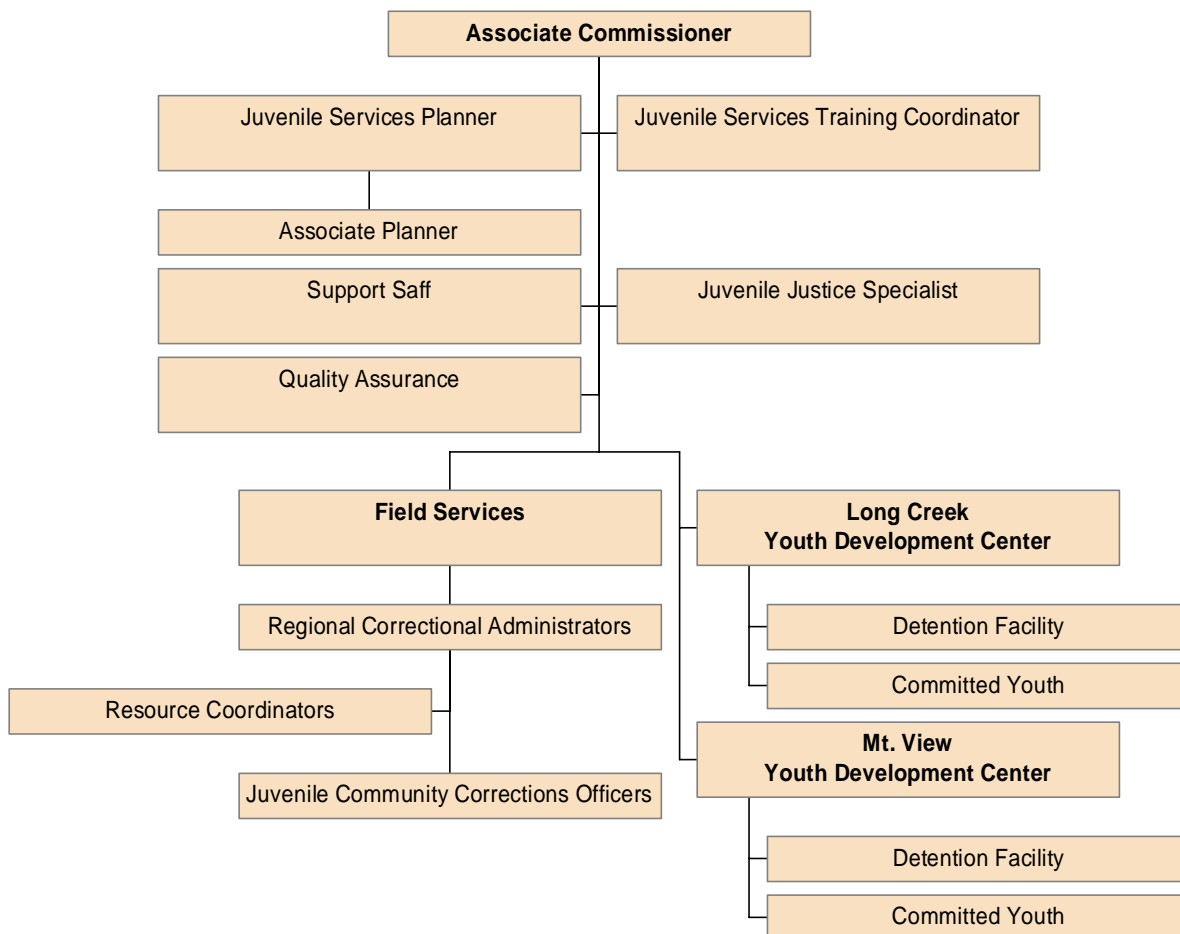 Associate Commissioner
Juvenile Services Planner
Juvenile Services Training Coordinator
Associate Planner
Support Saff
Juvenile Justice Specialist
Quality Assurance
Field Services
Long Creek
Youth Development Center
Regional Correctional Administrators
Detention Facility
Committed Youth
Resource Coordinators
Mt. View
Youth Development Center
Juvenile Community Corrections Officers
Detention Facility
Committed Youth